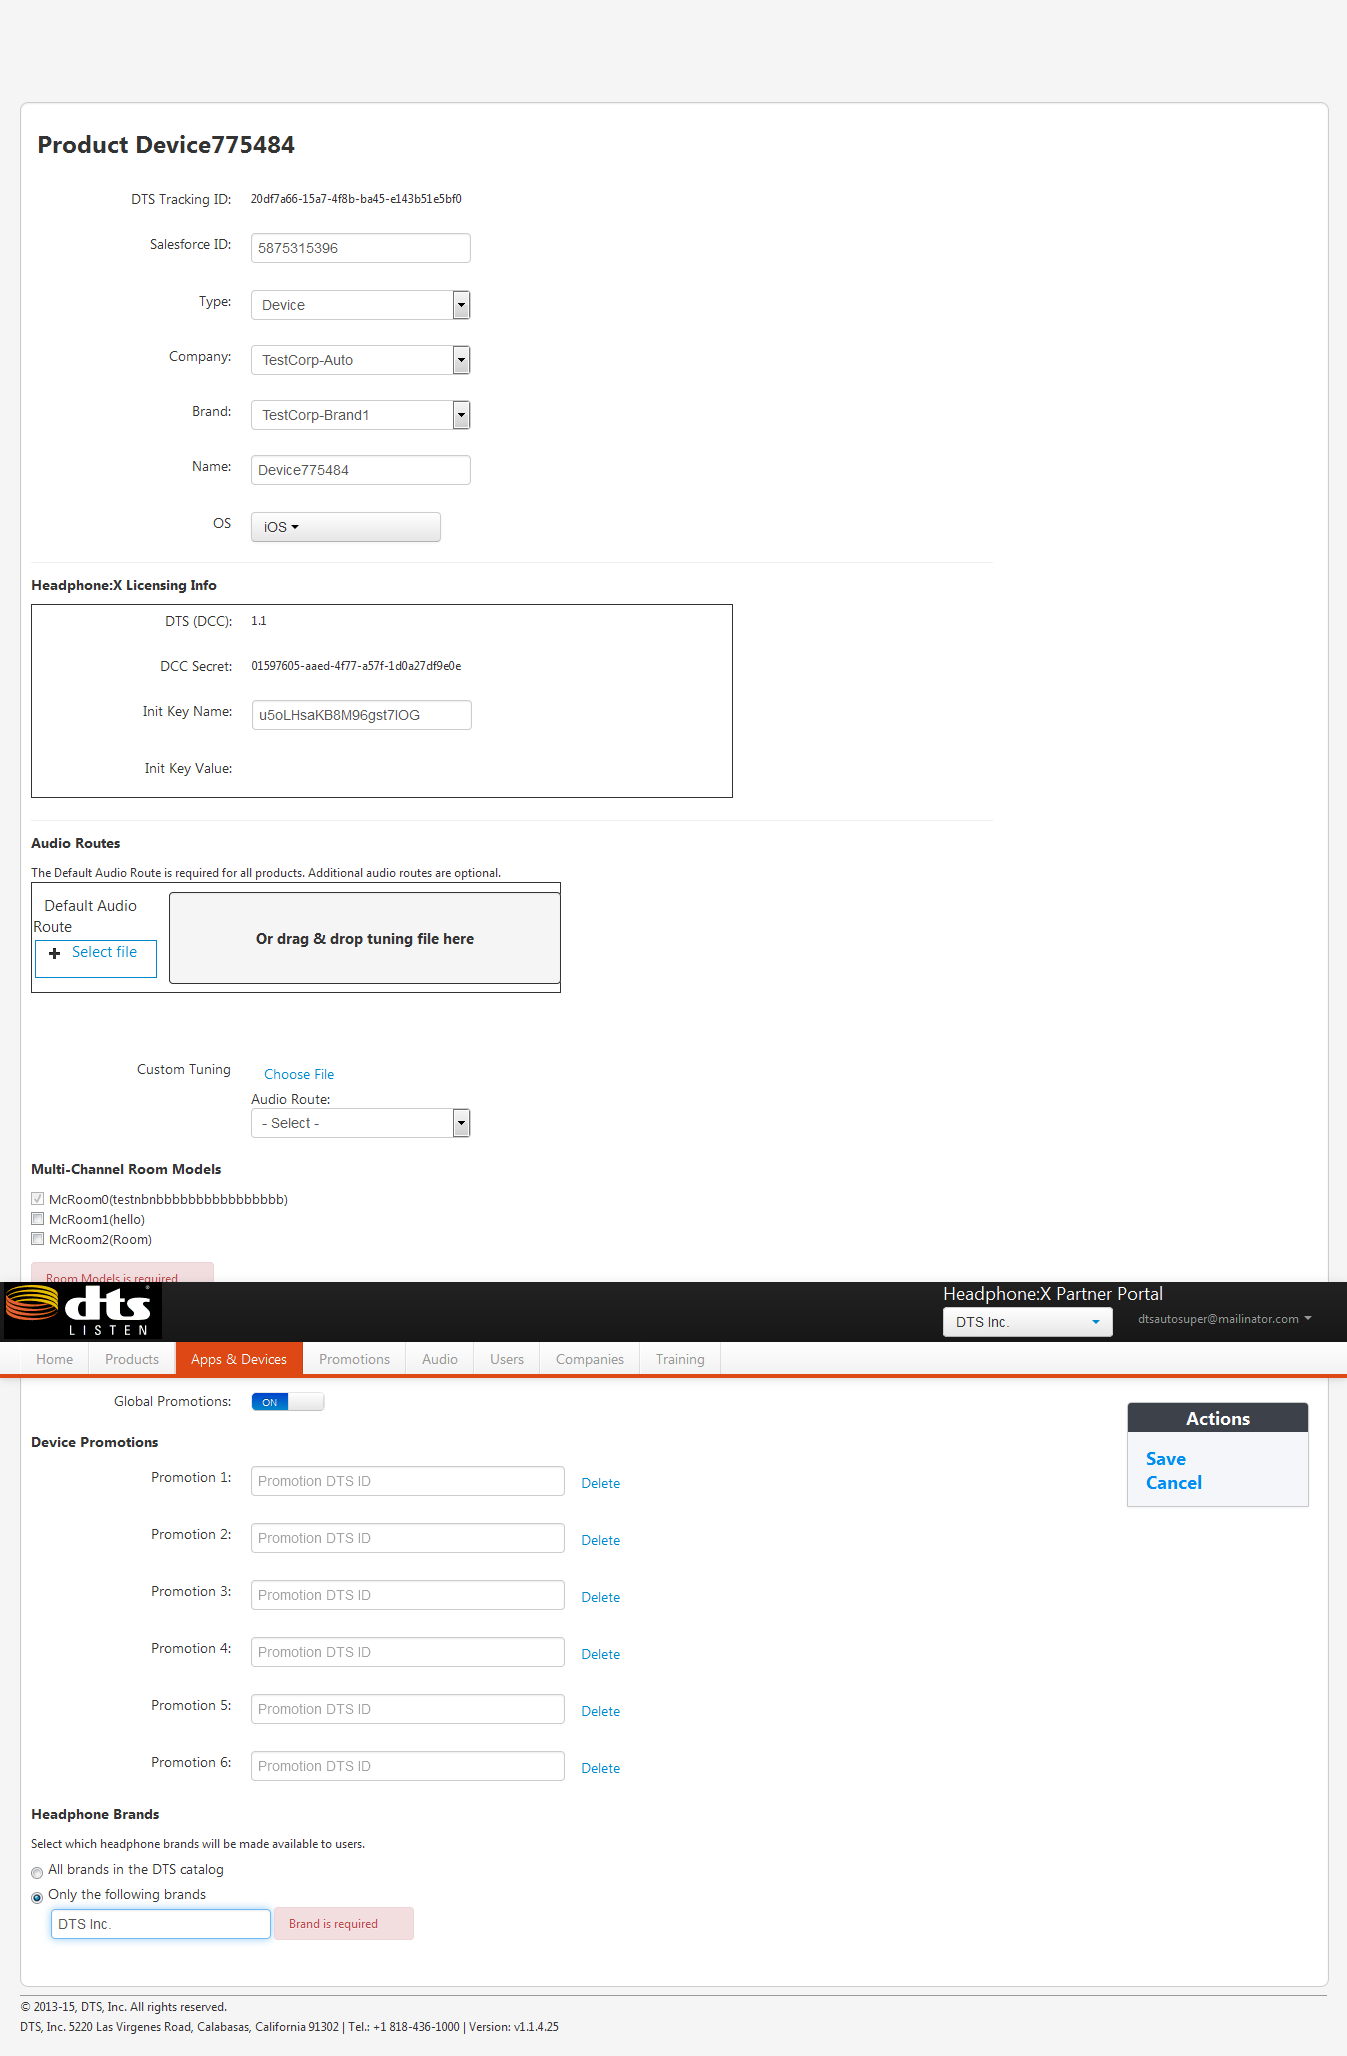 Product Device775484
DTS Tracking ID: 20df7a66-15a7-4f8b-ba45-e143b51e5bf0
Salesforce ID: 5875315396
Type: Device
Company: TestCorp-Auto
Brand: TestCorp-Brand1
Name: Device775484
OS iOS
Headphone:X Licensing Info
DTS (DCC): 1.1
DCC Secret: 01597605-aaed-4f77-a57f-1d0a27df9e0e
Init Key Name: u5oLHsaKB8M96gst7lOG
Init Key Value:
Audio Routes
The Default Audio Route is required for all products. Additional audio routes are optional.
Default Audio
Route
Select file
Or drag & drop tuning file here
Custom Tuning Choose File
Audio Route:
- Select -
Multi-Channel Room Models
McRoom0(testnbnbbbbbbbbbbbbbbbb)
McRoom1(hello)
McRoom2(Room)
Room Models is required
dts
LISTEN
Headphone:X Partner Portal
DTS Inc. dtsautosuper@mailinator.com
Home Products Apps & Devices Promotions Audio Users Companies Training
Global Promotions: ON
Actions
Save
Cancel
Device Promotions
Promotion 1: Promotion DTS ID Delete
Promotion 2: Promotion DTS ID Delete
Promotion 3: Promotion DTS ID Delete
Promotion 4: Promotion DTS ID Delete
Promotion 5: Promotion DTS ID Delete
Promotion 6: Promotion DTS ID Delete
Headphone Brands
Select which headphone brands will be made available to users.
All brands in the DTS catalog
Only the following brands
DTS Inc. Brand is required
© 2013-15, DTS, Inc. All rights reserved.
DTS, Inc. 5220 Las Virgenes Road, Calabasas, California 91302 | Tel.: +1 818-436-1000 | Version: v1.1.4.25